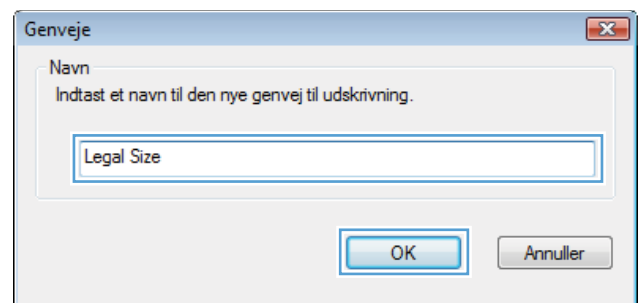 Genveje
Navn
Indtast et navn til den nye genvej til udskrivning.
Legal Size
OK
Annuller